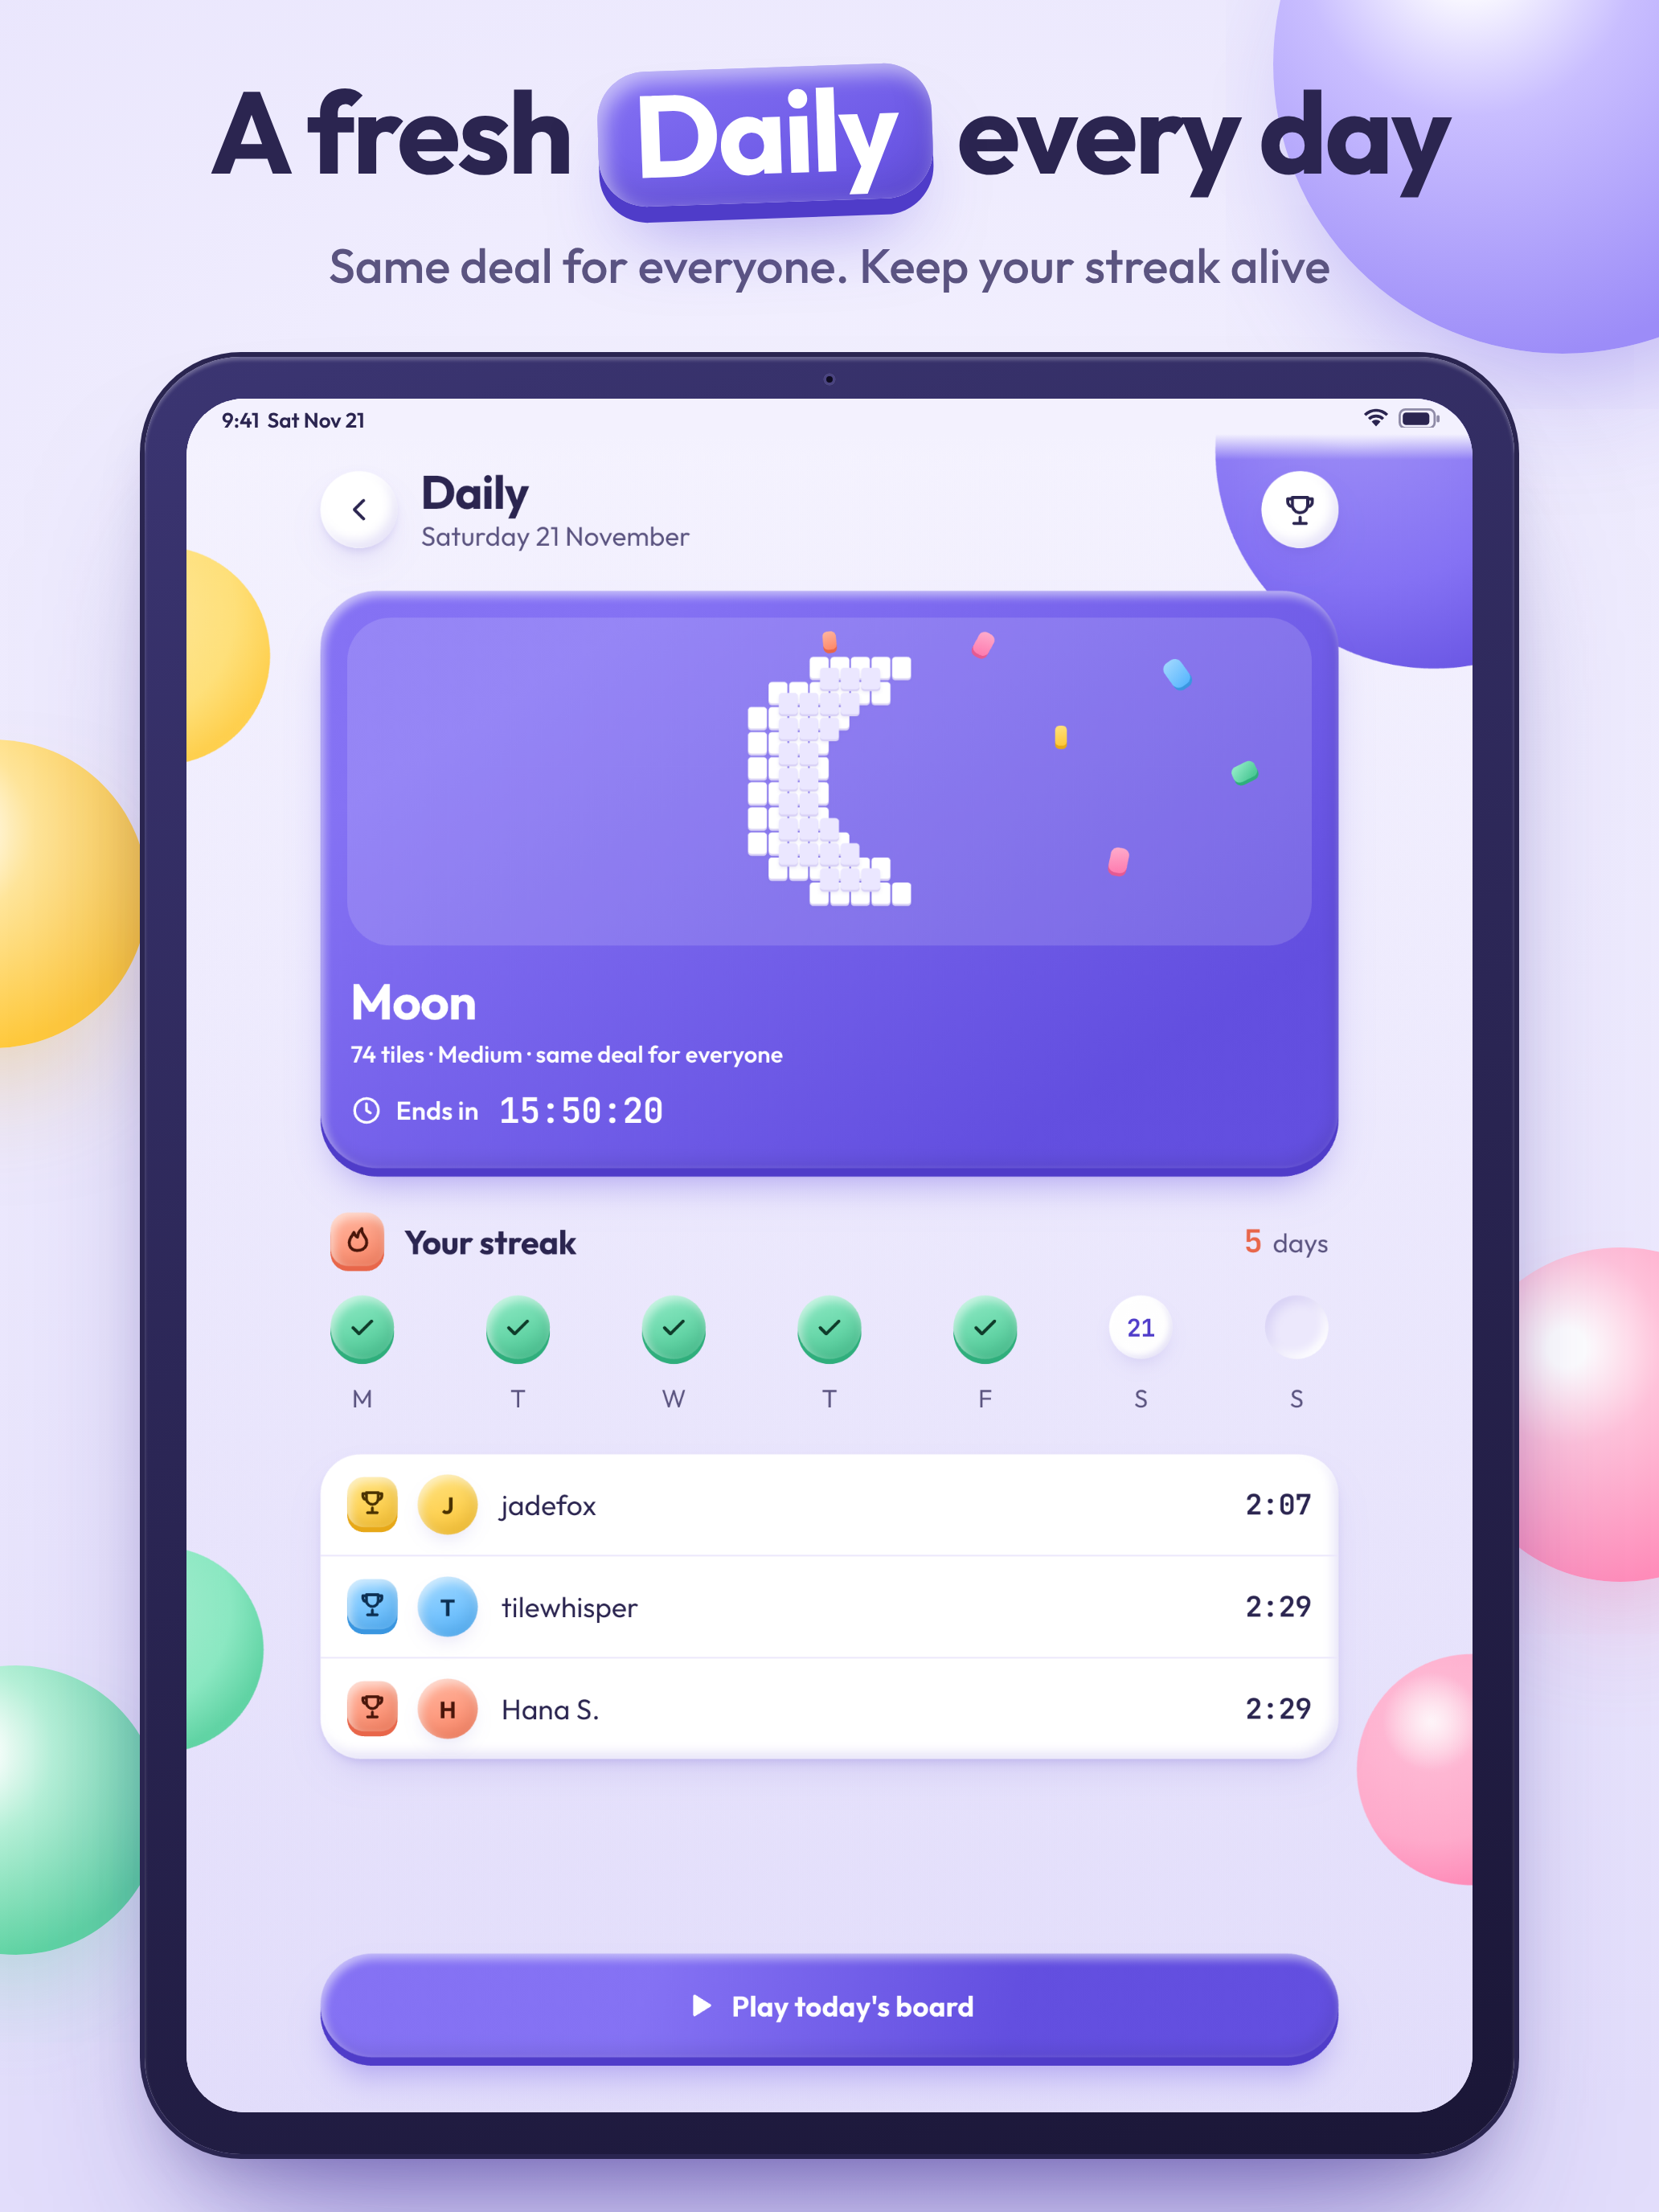 A fresh Daily every day
Same deal for everyone. Keep your streak alive
9:41 Sat Nov 21
Daily
Saturday 21 November
Moon
74 tiles · Medium · same deal for everyone
Ends in 15:50:20
Your streak
5 days
21
M T W T F S S
J jadefox 2:07
T tilewhisper 2:29
H Hana S. 2:29
Play today's board